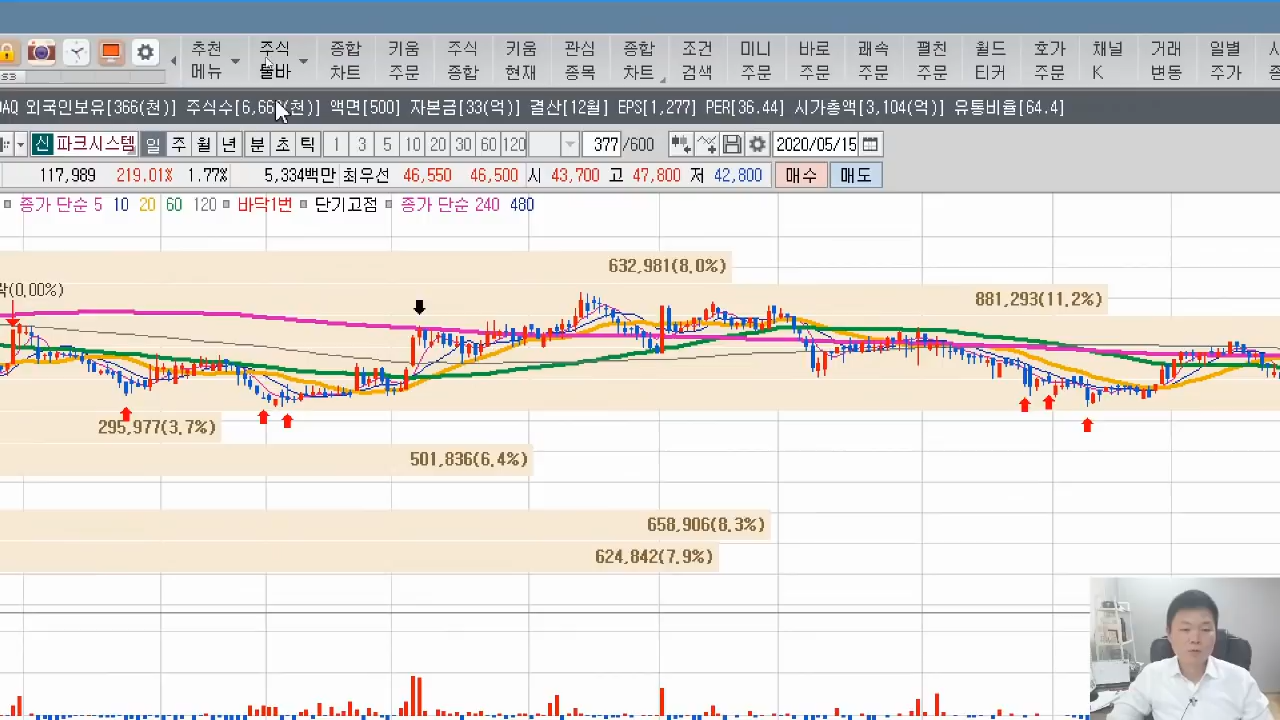 추천 주식 종합 키움 주식 키움 관심 종합 조건 미니 바로 쾌속 펼친 월드 호가 채널 거래 일별
메뉴 툴바 차트 주문 종합 현재 종목 차트 검색 주문 주문 주문 주문 티커 주문 K 변동 주가
외국인보유[366(천)] 주식수[6,66 (천)] 액면[500] 자본금[33(억)] 결산[12월] EPS[1,277] PER[36.44] 시가총액[3,104(억)] 유통비율[64.4]
신 파크시스템 일 주 월 년 분 초 틱 1 3 5 10 20 30 60 120 377 /600 2020/05/15
117,989 219.01% 1.77% 5,334백만 최우선 46,550 46,500 시 43,700 고 47,800 저 42,800 매수 매도
종가 단순 5 10 20 60 120 바닥1번 단기고점 종가 단순 240 480
632,981(8.0%)
(0.00%)
881,293(11.2%)
295,977(3.7%)
501,836(6.4%)
658,906(8.3%)
624,842(7.9%)